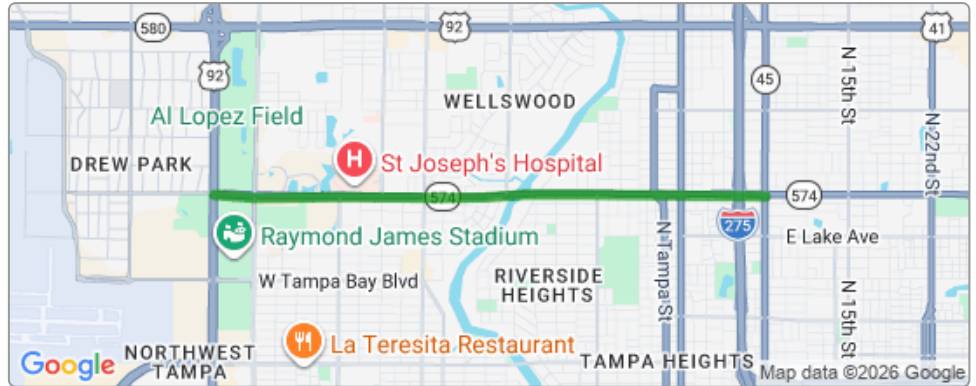 580
92
41
92
45
N 15th St
WELLSWOOD
Al Lopez Field
N 22nd St
DREW PARK
H
St Joseph's Hospital
574
574
275
Raymond James Stadium
E Lake Ave
N Tampa St
W Tampa Bay Blvd
RIVERSIDE
HEIGHTS
N 15th St
La Teresita Restaurant
NORTHWEST
TAMPA
TAMPA HEIGHTS
Google
Map data ©2026 Google